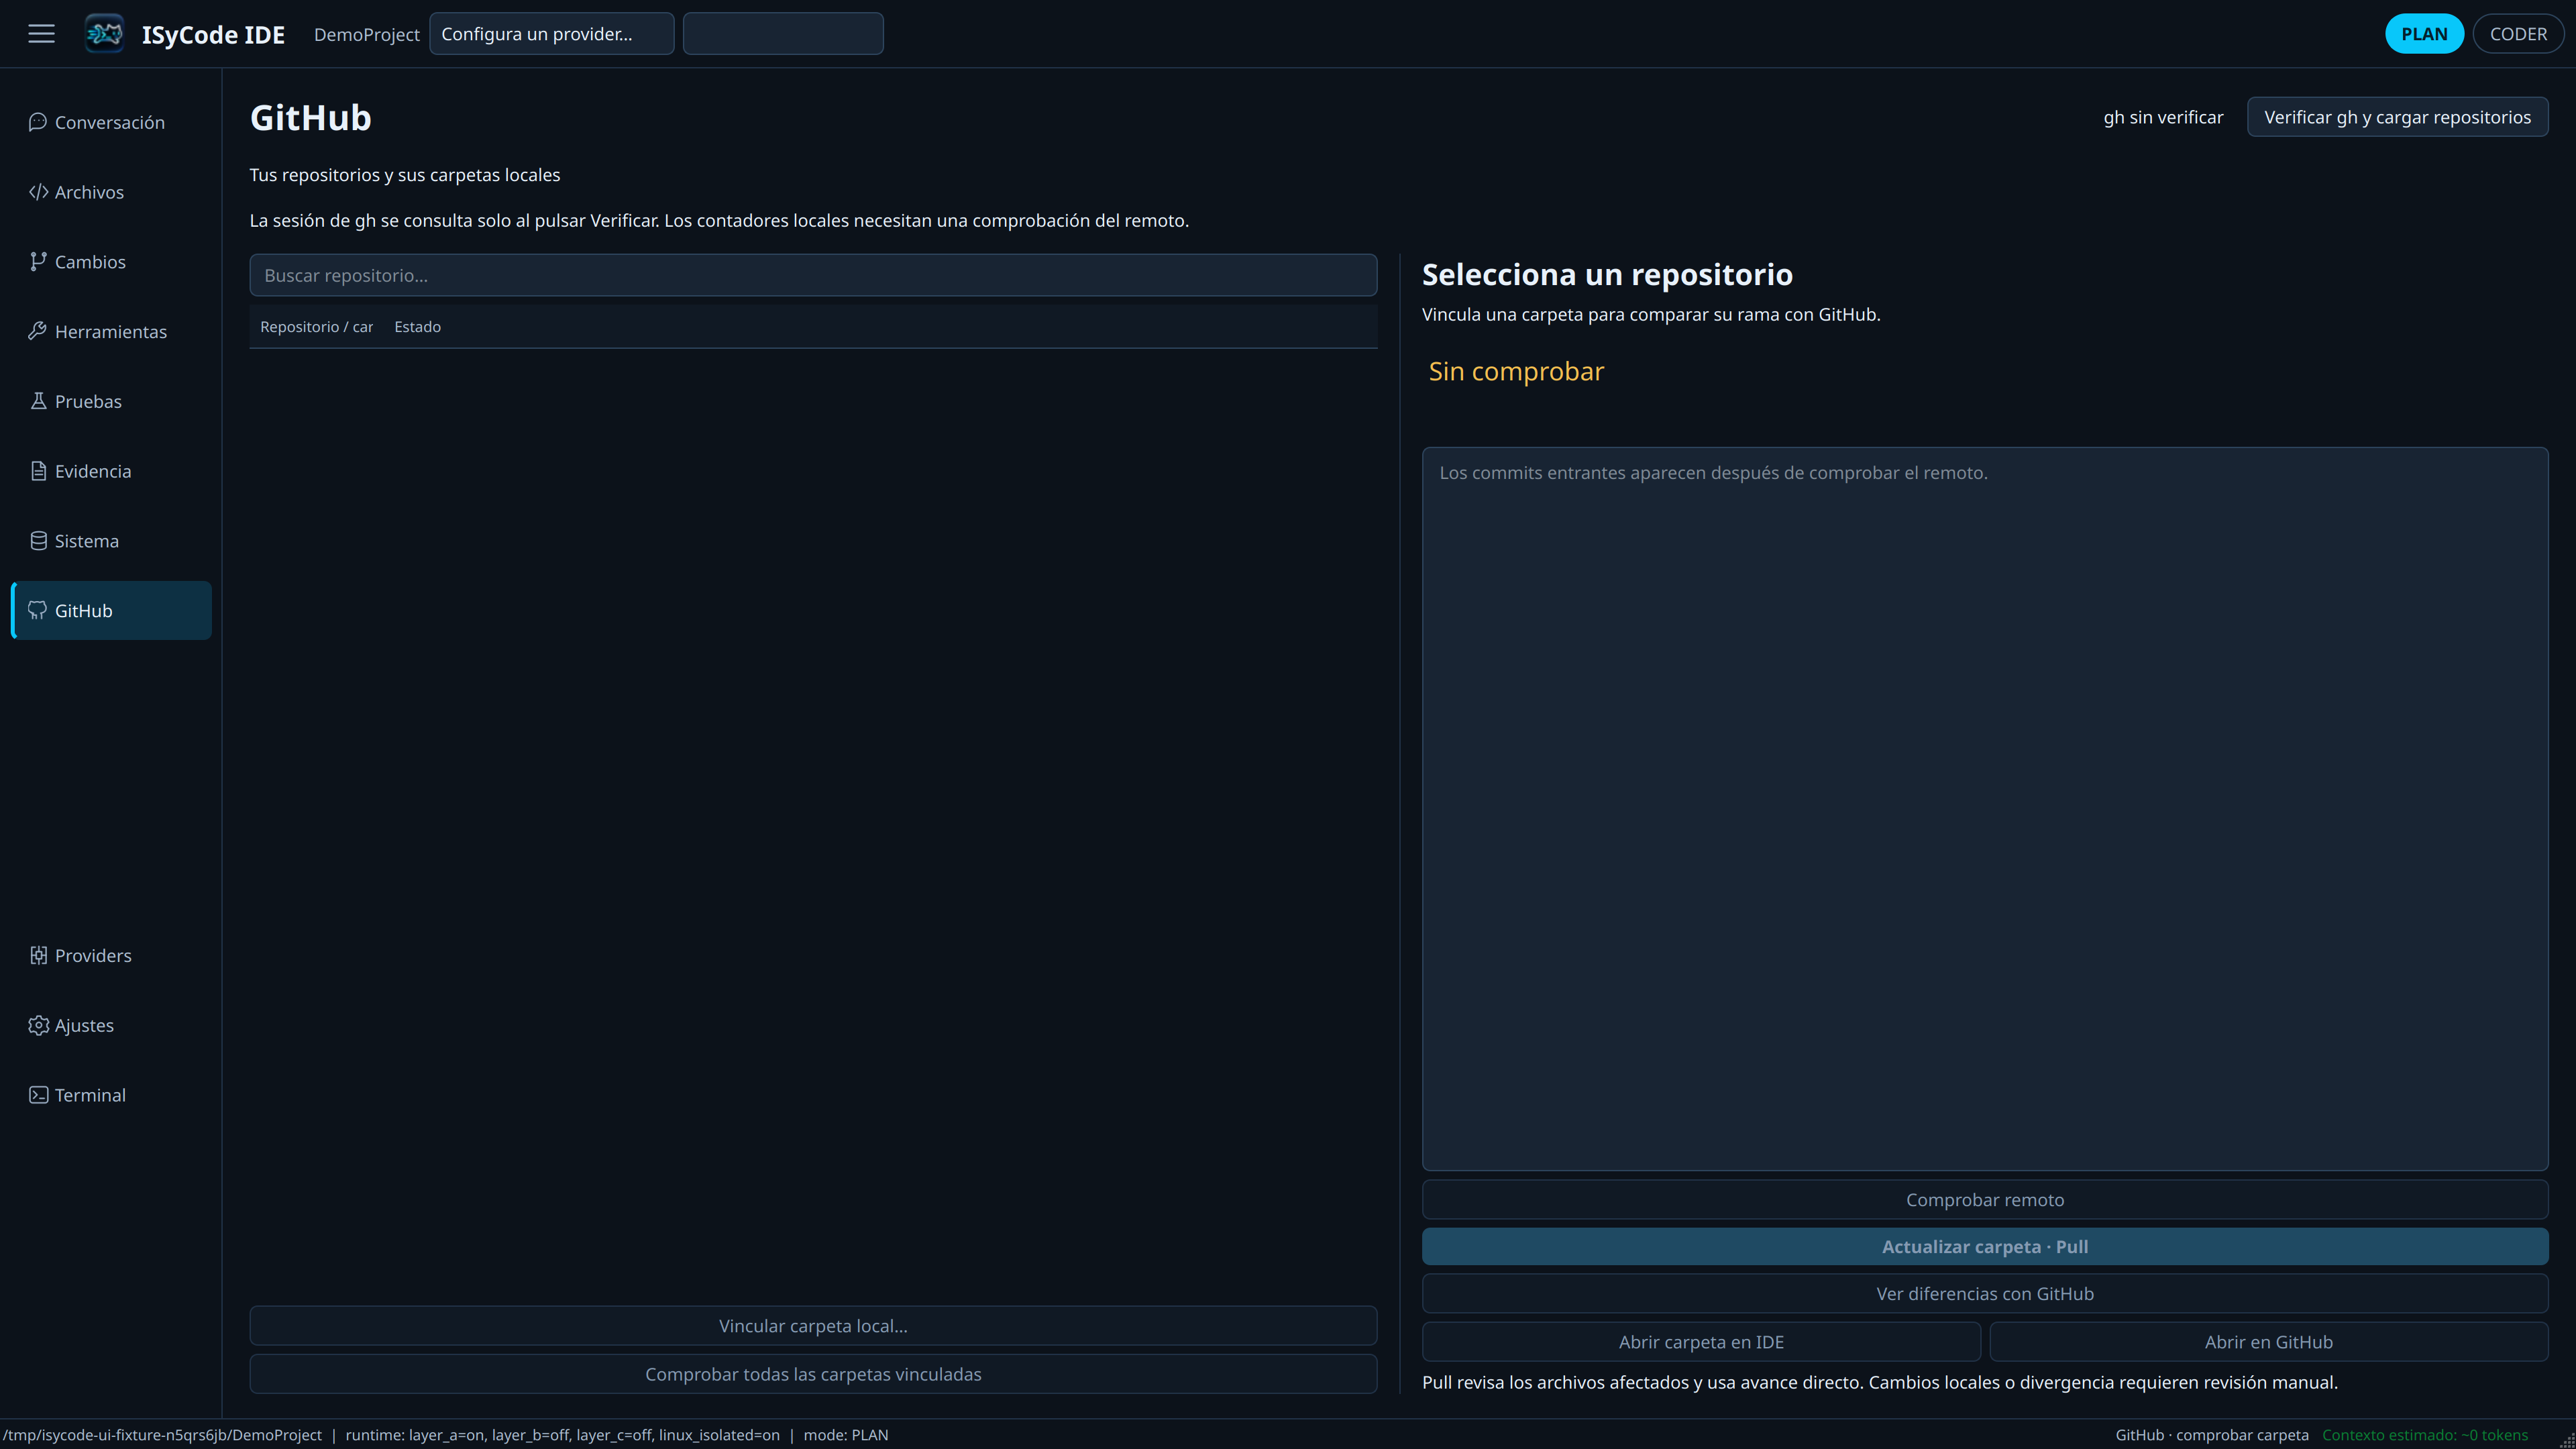 ISyCode IDE
DemoProject
Configura un provider...
PLAN
CODER
Conversación
Archivos
Cambios
Herramientas
Pruebas
Evidencia
Sistema
GitHub
Providers
Ajustes
Terminal
GitHub
gh sin verificar
Verificar gh y cargar repositorios
Tus repositorios y sus carpetas locales
La sesión de gh se consulta solo al pulsar Verificar. Los contadores locales necesitan una comprobación del remoto.
Buscar repositorio...
Repositorio / car Estado
Vincular carpeta local...
Comprobar todas las carpetas vinculadas
Selecciona un repositorio
Vincula una carpeta para comparar su rama con GitHub.
Sin comprobar
Los commits entrantes aparecen después de comprobar el remoto.
Comprobar remoto
Actualizar carpeta · Pull
Ver diferencias con GitHub
Abrir carpeta en IDE
Abrir en GitHub
Pull revisa los archivos afectados y usa avance directo. Cambios locales o divergencia requieren revisión manual.
/tmp/isycode-ui-fixture-n5qrs6jb/DemoProject | runtime: layer_a=on, layer_b=off, layer_c=off, linux_isolated=on | mode: PLAN
GitHub · comprobar carpeta
Contexto estimado: ~0 tokens